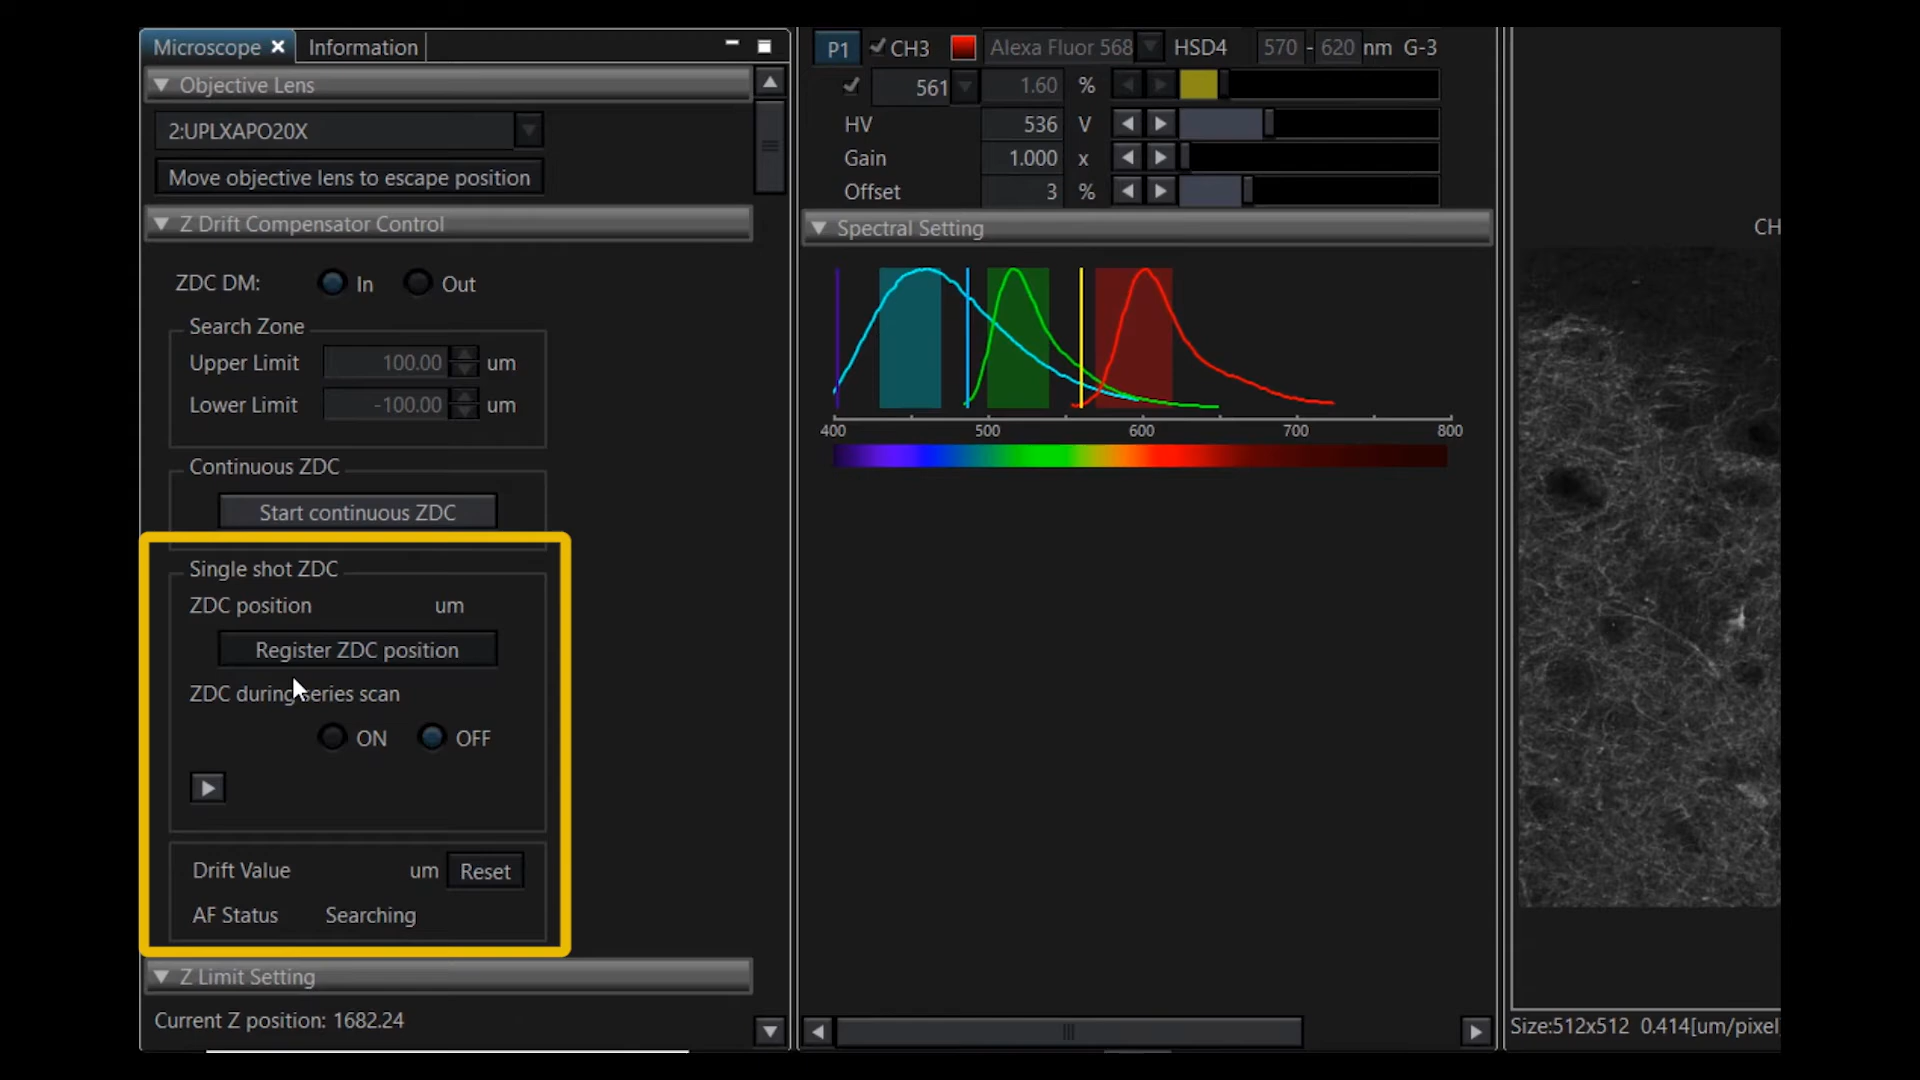 Microscope
Information
Objective Lens
2:UPLXAPO20X
Move objective lens to escape position
Z Drift Compensator Control
ZDC DM: In Out
Search Zone
Upper Limit 100.00 um
Lower Limit -100.00 um
Continuous ZDC
Start continuous ZDC
Single shot ZDC
ZDC position um
Register ZDC position
ZDC during series scan
ON OFF
Drift Value um Reset
AF Status Searching
Z Limit Setting
Current Z position: 1682.24
P1 CH3 Alexa Fluor 568 HSD4 570 - 620 nm G-3
561 1.60 %
HV 536 V
Gain 1.000 x
Offset 3 %
Spectral Setting
400 500 600 700 800
CH
Size:512x512 0.414[um/pixel